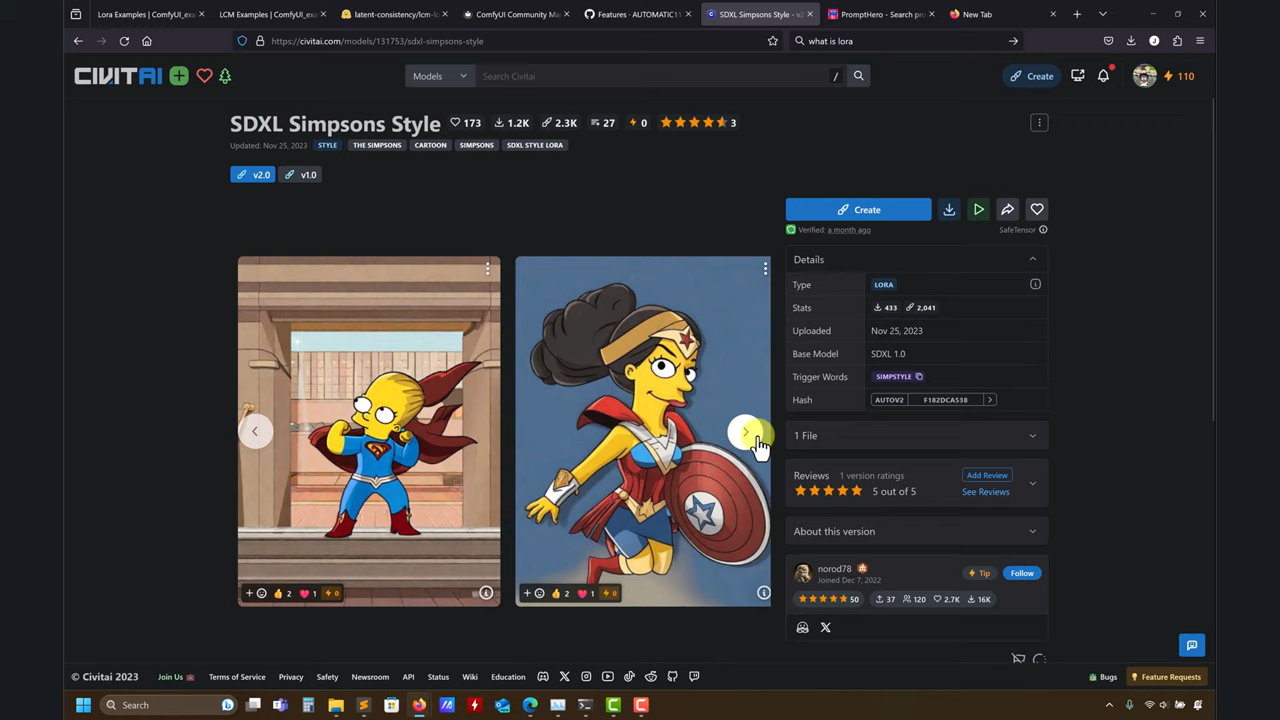 Lora Examples | ComfyUI_exa
LCM Examples | ComfyUI_exa
latent-consistency/lcm-l
ComfyUI Community Ma
Features · AUTOMATIC11
SDXL Simpsons Style - v2
PromptHero - Search pr
New Tab
https://civitai.com/models/131753/sdxl-simpsons-style
what is lora
CIVITAI
Models
Search Civitai
/
Create
110
SDXL Simpsons Style
173
1.2K
2.3K
27
0
3
Updated: Nov 25, 2023
STYLE
THE SIMPSONS
CARTOON
SIMPSONS
SDXL STYLE LORA
v2.0
v1.0
Create
Verified: a month ago
SafeTensor
Details
Type LORA
Stats 433 2,041
Uploaded Nov 25, 2023
Base Model SDXL 1.0
Trigger Words SIMPSTYLE
Hash AUTOV2 F182DCA538
1 File
Reviews 1 version ratings
Add Review
5 out of 5
See Reviews
About this version
norod78
Joined Dec 7, 2022
Tip
Follow
50
37
120
2.7K
16K
2
1
0
2
1
0
© Civitai 2023
Join Us
Terms of Service
Privacy
Safety
Newsroom
API
Status
Wiki
Education
Bugs
Feature Requests
Search